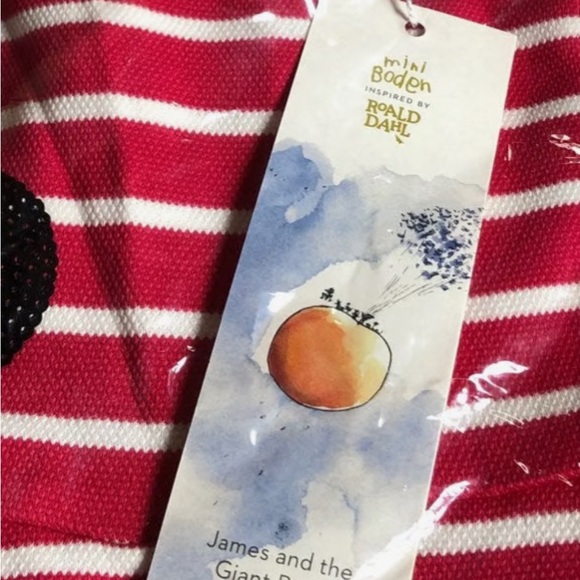 mini
Boden
INSPIRED BY
ROALD
DAHL
James and the
Giant